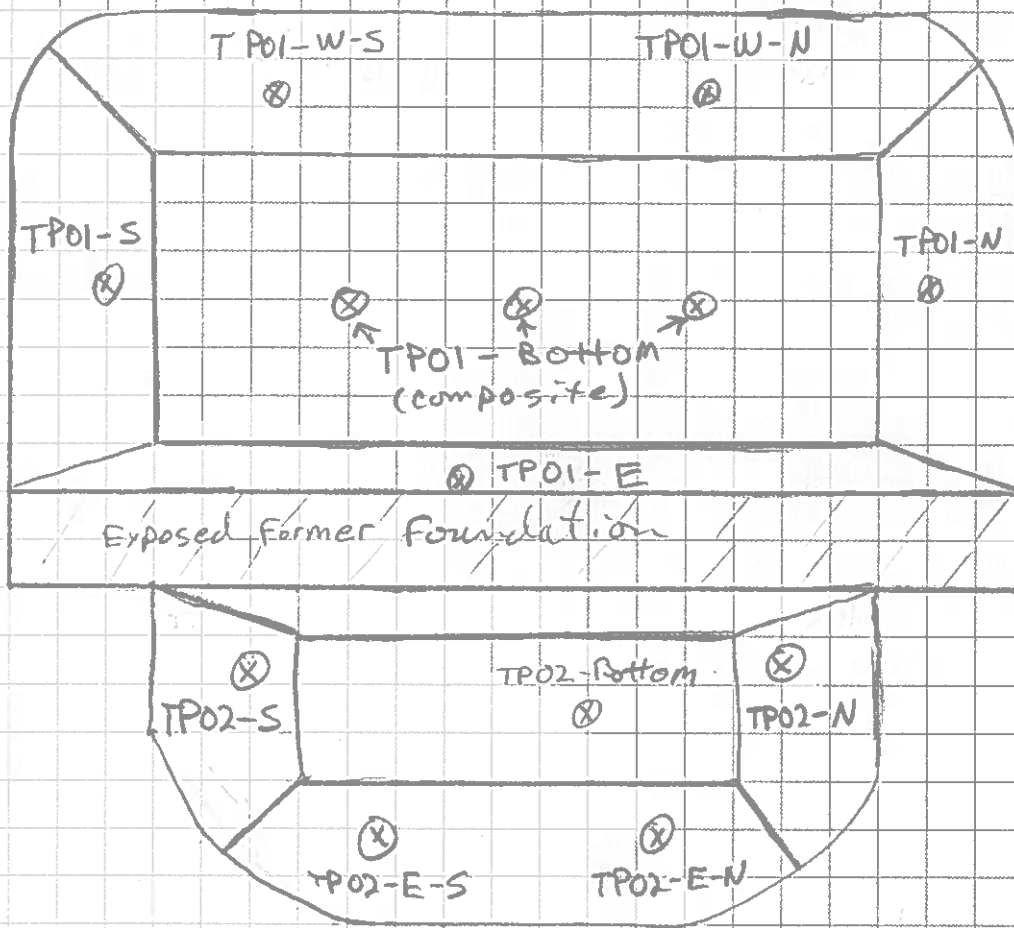 TP01-W-S
TP01-W-N
TP01-S
TP01-N
TP01-Bottom
(composite)
TP01-E
Exposed Former Foundation
TP02-Bottom
TP02-S
TP02-N
TP02-E-S
TP02-E-N